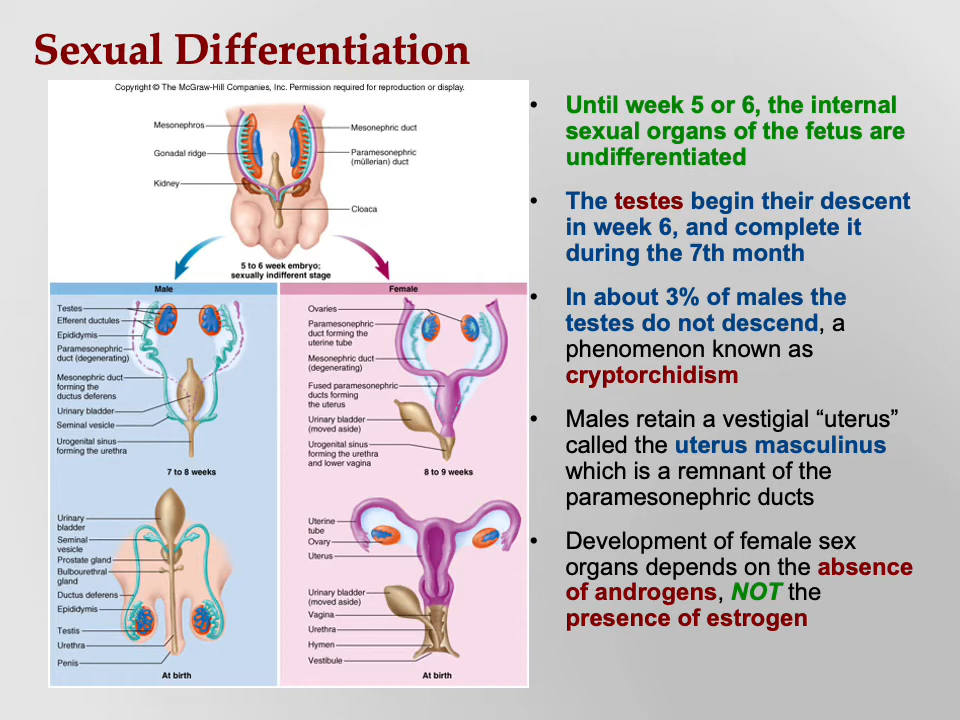 Sexual Differentiation
Copyright © The McGraw-Hill Companies, Inc. Permission required for reproduction or display.
Mesonephros
Gonadal ridge
Kidney
Mesonephric duct
Paramesonephric
(müllerian) duct
Cloaca
5 to 6 week embryo;
sexually indifferent stage
Male
Testes
Efferent ductules
Epididymis
Paramesonephric
duct (degenerating)
Mesonephric duct
forming the
ductus deferens
Urinary bladder
Seminal vesicle
Urogenital sinus
forming the urethra
7 to 8 weeks
Female
Ovaries
Paramesonephric
duct forming the
uterine tube
Mesonephric duct
(degenerating)
Fused paramesonephric
ducts forming
the uterus
Urinary bladder
(moved aside)
Urogenital sinus
forming the urethra
and lower vagina
8 to 9 weeks
Urinary
bladder
Seminal
vesicle
Prostate gland
Bulbourethral
gland
Ductus deferens
Epididymis
Testis
Urethra
Penis
At birth
Uterine
tube
Ovary
Uterus
Urinary bladder
(moved aside)
Vagina
Urethra
Hymen
Vestibule
At birth
• Until week 5 or 6, the internal
sexual organs of the fetus are
undifferentiated
• The testes begin their descent
in week 6, and complete it
during the 7th month
• In about 3% of males the
testes do not descend, a
phenomenon known as
cryptorchidism
• Males retain a vestigial “uterus”
called the uterus masculinus
which is a remnant of the
paramesonephric ducts
• Development of female sex
organs depends on the absence
of androgens, NOT the
presence of estrogen